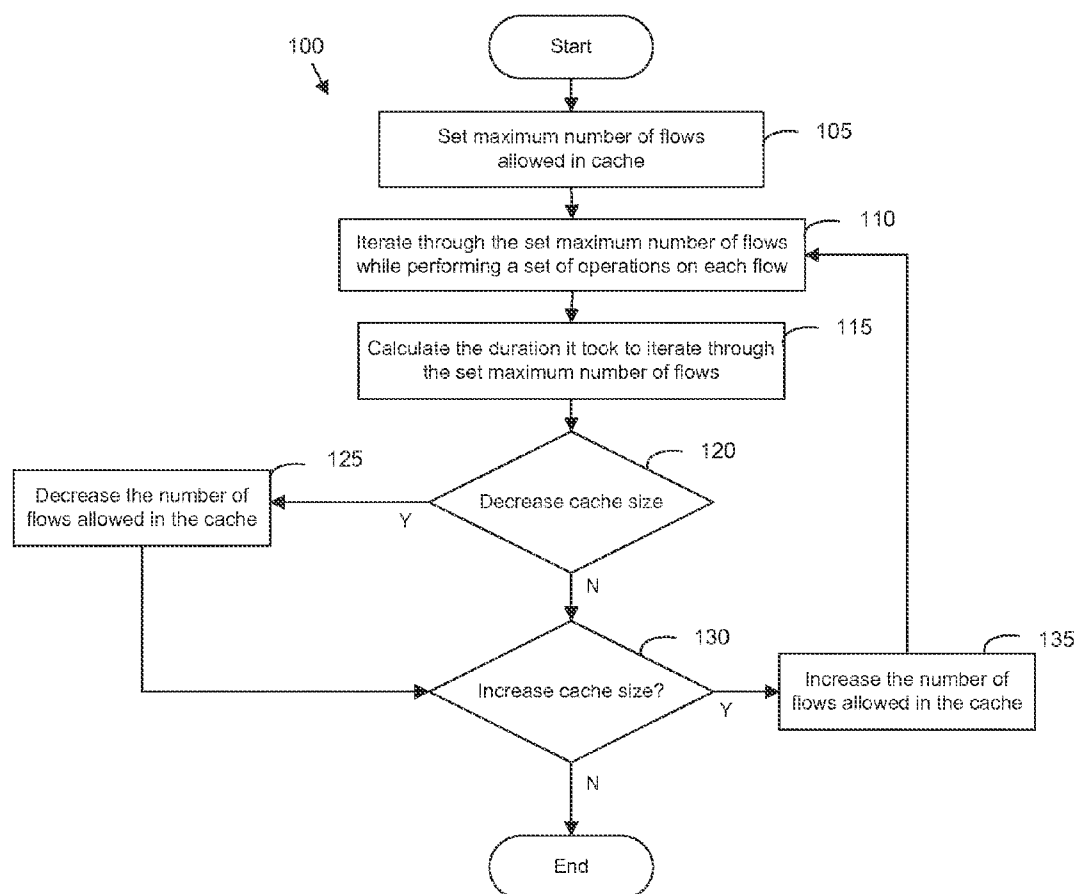 100
Start
Set maximum number of flows
allowed in cache
105
110
Iterate through the set maximum number of flows
while performing a set of operations on each flow
115
Calculate the duration it took to iterate through
the set maximum number of flows
120
Decrease cache size
Y
N
125
Decrease the number of
flows allowed in the cache
130
Increase cache size?
Y
N
135
Increase the number of
flows allowed in the cache
End